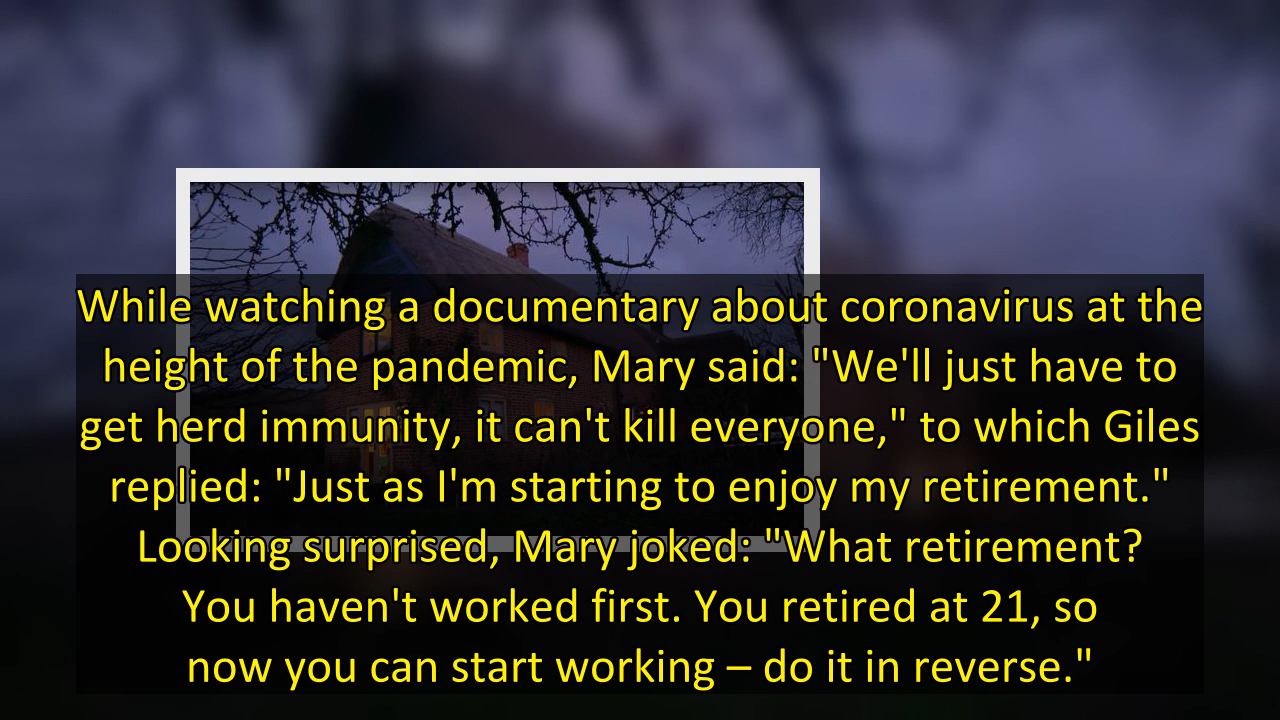 While watching a documentary about coronavirus at the
height of the pandemic, Mary said: "We'll just have to
get herd immunity, it can't kill everyone," to which Giles
replied: "Just as I'm starting to enjoy my retirement."
Looking surprised, Mary joked: "What retirement?
You haven't worked first. You retired at 21, so
now you can start working – do it in reverse."